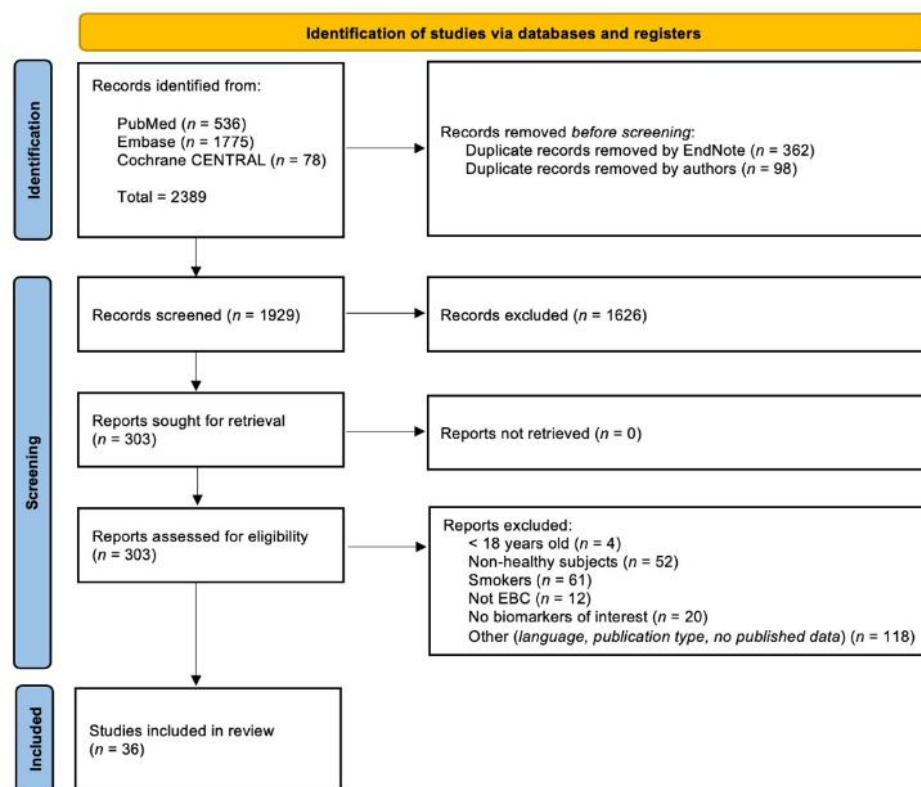 Identification of studies via databases and registers
Identification
Records identified from:
PubMed (n = 536)
Embase (n = 1775)
Cochrane CENTRAL (n = 78)
Total = 2389
Records removed before screening:
Duplicate records removed by EndNote (n = 362)
Duplicate records removed by authors (n = 98)
Screening
Records screened (n = 1929)
Records excluded (n = 1626)
Reports sought for retrieval
(n = 303)
Reports not retrieved (n = 0)
Reports assessed for eligibility
(n = 303)
Reports excluded:
< 18 years old (n = 4)
Non-healthy subjects (n = 52)
Smokers (n = 61)
Not EBC (n = 12)
No biomarkers of interest (n = 20)
Other (language, publication type, no published data) (n = 118)
Included
Studies included in review
(n = 36)